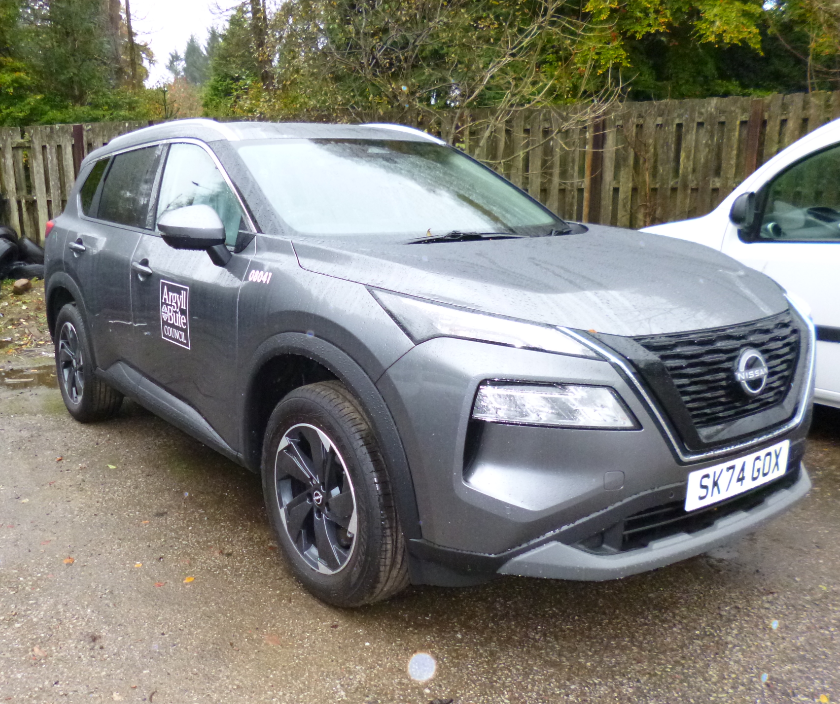 00041
Argyll
&Bute
COUNCIL
NISSAN
SK74 GOX